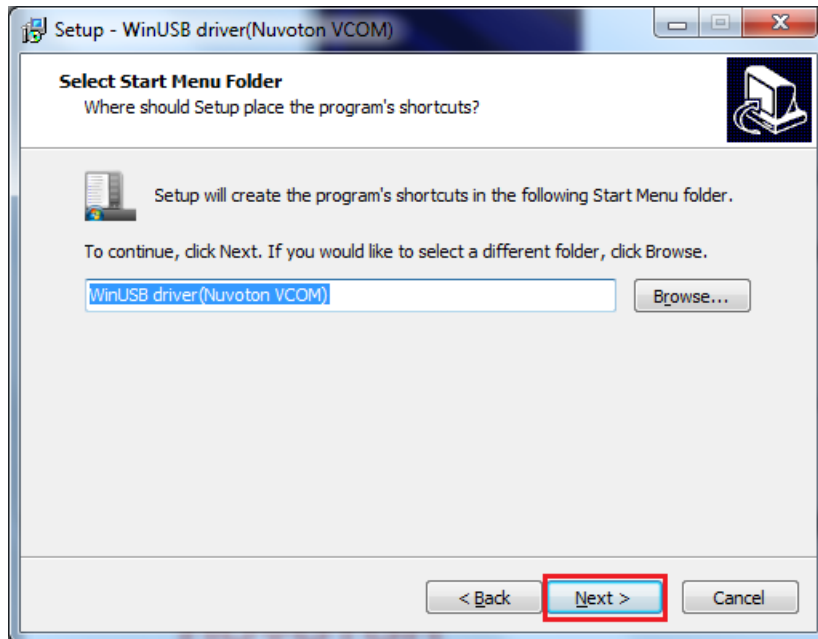 Setup - WinUSB driver(Nuvoton VCOM)
Select Start Menu Folder
Where should Setup place the program's shortcuts?
Setup will create the program's shortcuts in the following Start Menu folder.
To continue, click Next. If you would like to select a different folder, click Browse.
WinUSB driver(Nuvoton VCOM)
Browse...
< Back
Next >
Cancel